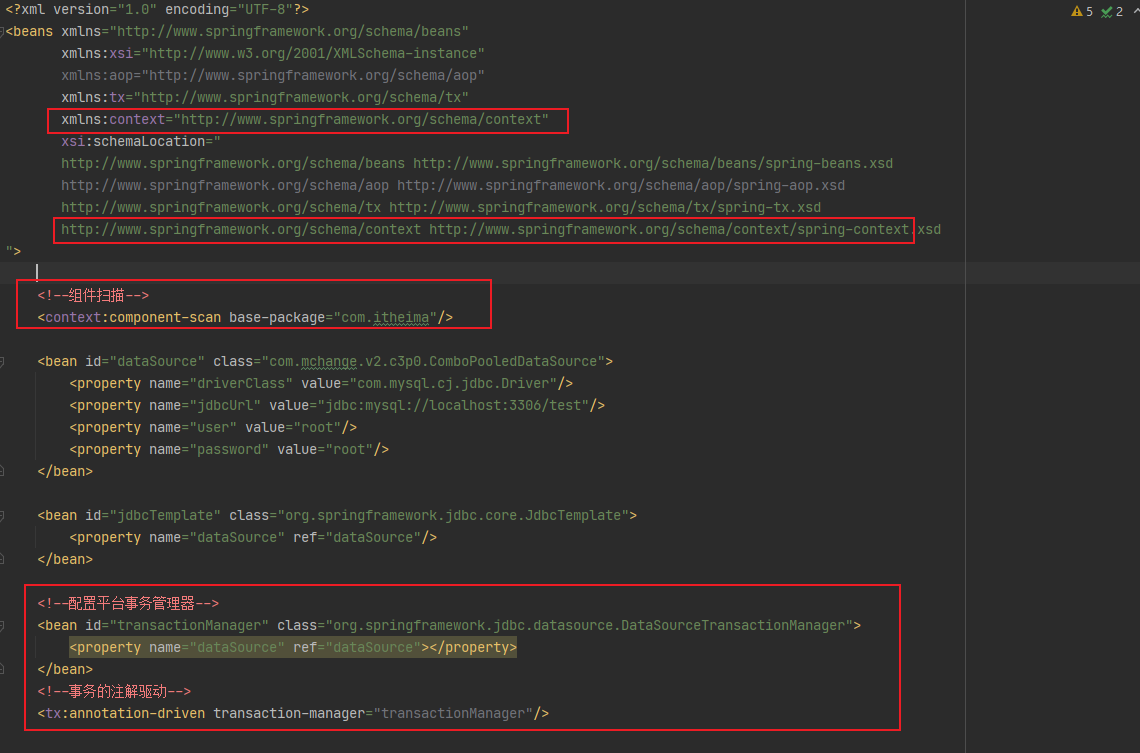 <?xml version="1.0" encoding="UTF-8"?>
5 2
<beans xmlns="http://www.springframework.org/schema/beans"
xmlns:xsi="http://www.w3.org/2001/XMLSchema-instance"
xmlns:aop="http://www.springframework.org/schema/aop"
xmlns:tx="http://www.springframework.org/schema/tx"
xmlns:context="http://www.springframework.org/schema/context"
xsi:schemaLocation="
http://www.springframework.org/schema/beans http://www.springframework.org/schema/beans/spring-beans.xsd
http://www.springframework.org/schema/aop http://www.springframework.org/schema/aop/spring-aop.xsd
http://www.springframework.org/schema/tx http://www.springframework.org/schema/tx/spring-tx.xsd
http://www.springframework.org/schema/context http://www.springframework.org/schema/context/spring-context.xsd
">
<!--组件扫描-->
<context:component-scan base-package="com.itheima"/>
<bean id="dataSource" class="com.mchange.v2.c3p0.ComboPooledDataSource">
<property name="driverClass" value="com.mysql.cj.jdbc.Driver"/>
<property name="jdbcUrl" value="jdbc:mysql://localhost:3306/test"/>
<property name="user" value="root"/>
<property name="password" value="root"/>
</bean>
<bean id="jdbcTemplate" class="org.springframework.jdbc.core.JdbcTemplate">
<property name="dataSource" ref="dataSource"/>
</bean>
<!--配置平台事务管理器-->
<bean id="transactionManager" class="org.springframework.jdbc.datasource.DataSourceTransactionManager">
<property name="dataSource" ref="dataSource"></property>
</bean>
<!--事务的注解驱动-->
<tx:annotation-driven transaction-manager="transactionManager"/>